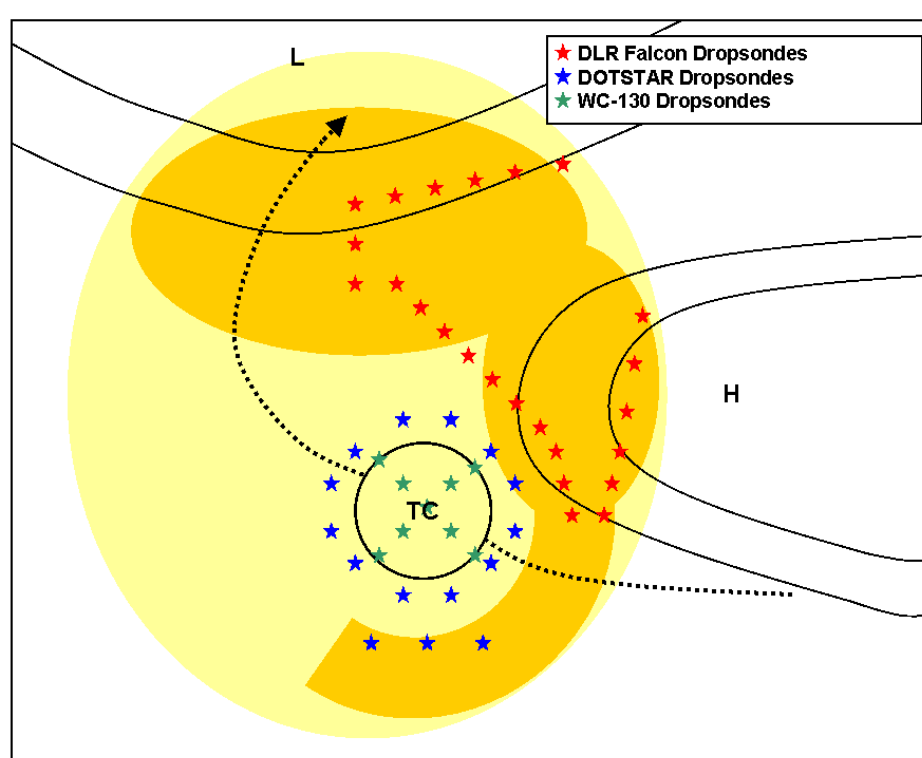 L
DLR Falcon Dropsondes
DOTSTAR Dropsondes
WC-130 Dropsondes
H
TC